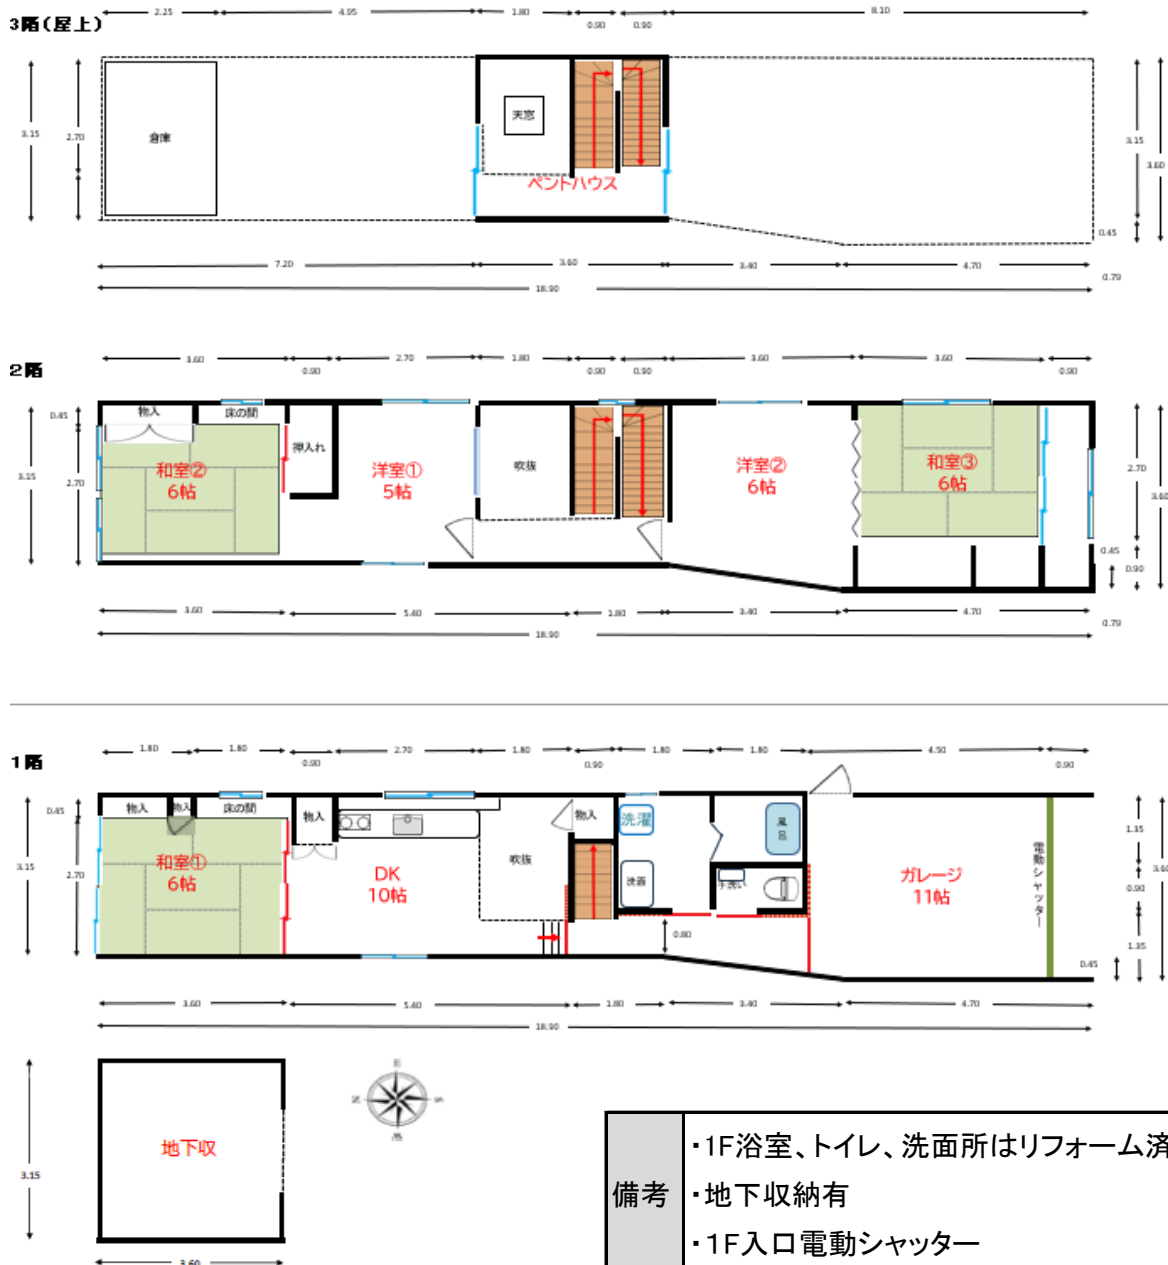 2.25 4.95 1.80 8.10
3階(屋上)
0.90 0.90
天窓
倉庫
3.15 2.70
3.15
3.60
ペントハウス
0.45
7.20 3.60 3.40 4.70
0.79
18.90
3.60 2.70 1.80 3.60 3.60
2階
0.90 0.90 0.90 0.90
0.45
物入 床の間
押入れ
和室②
6帖
洋室①
5帖
吹抜
洋室②
6帖
和室③
6帖
3.15 2.70
2.70
3.60
0.45
0.90
3.60 5.40 1.80 3.40 4.70
0.79
18.90
1.80 1.80 2.70 1.80 1.80 1.80 4.50
1階
0.90 0.90 0.90
0.45
物入 物入 床の間
物入
物入
洗濯
風呂
和室①
6帖
DK
10帖
吹抜
洗面
手洗い
ガレージ
11帖
電動シャッター
3.15 2.70
1.35
3.60
0.90
1.35
0.80
0.45
3.60 5.40 1.80 3.40 4.70
18.90
E
N S
W
地下収
3.15
3.60
備考
・1F浴室、トイレ、洗面所はリフォーム済
・地下収納有
・1F入口電動シャッター